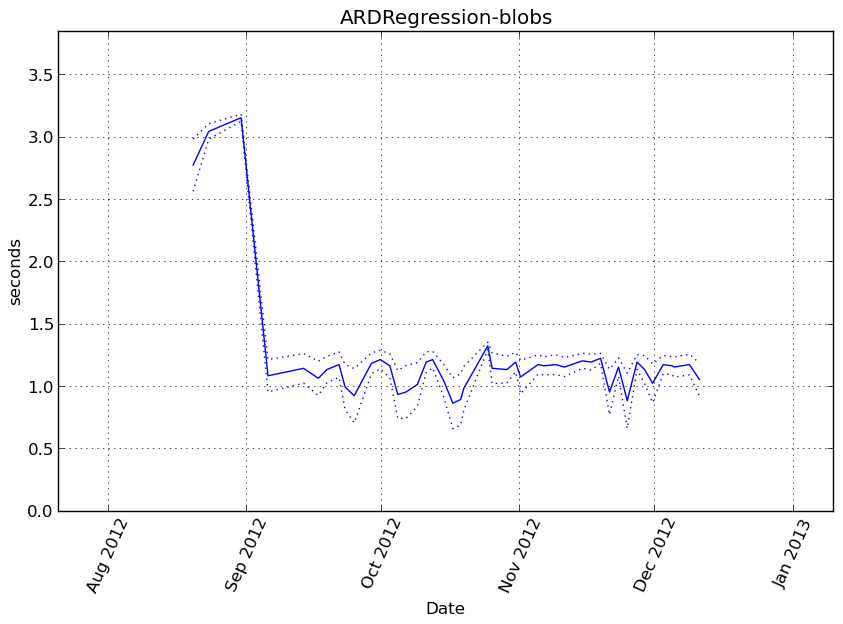 ARDRegression-blobs
3.5
3.0
2.5
2.0
1.5
1.0
0.5
0.0
seconds
Aug 2012
Sep 2012
Oct 2012
Nov 2012
Dec 2012
Jan 2013
Date